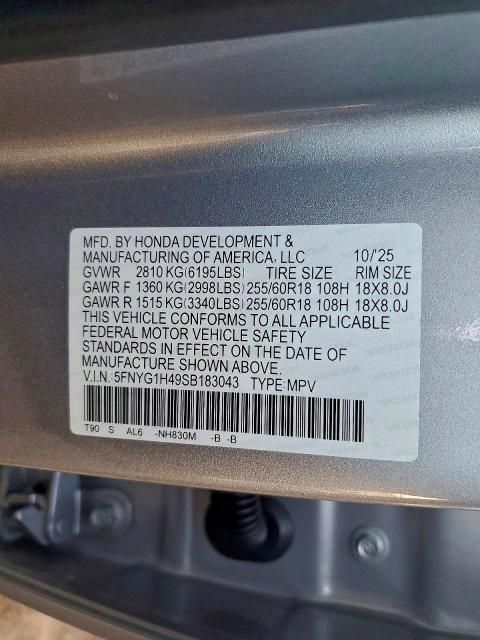 MFD. BY HONDA DEVELOPMENT &
MANUFACTURING OF AMERICA, LLC 10/'25
GVWR 2810 KG(6195LBS) TIRE SIZE RIM SIZE
GAWR F 1360 KG(2998LBS) 255/60R18 108H 18X8.0J
GAWR R 1515 KG(3340LBS) 255/60R18 108H 18X8.0J
THIS VEHICLE CONFORMS TO ALL APPLICABLE
FEDERAL MOTOR VEHICLE SAFETY
STANDARDS IN EFFECT ON THE DATE OF
MANUFACTURE SHOWN ABOVE.
V.I.N.: 5FNYG1H49SB183043 TYPE: MPV
T90 S AL6 -NH830M -B -B